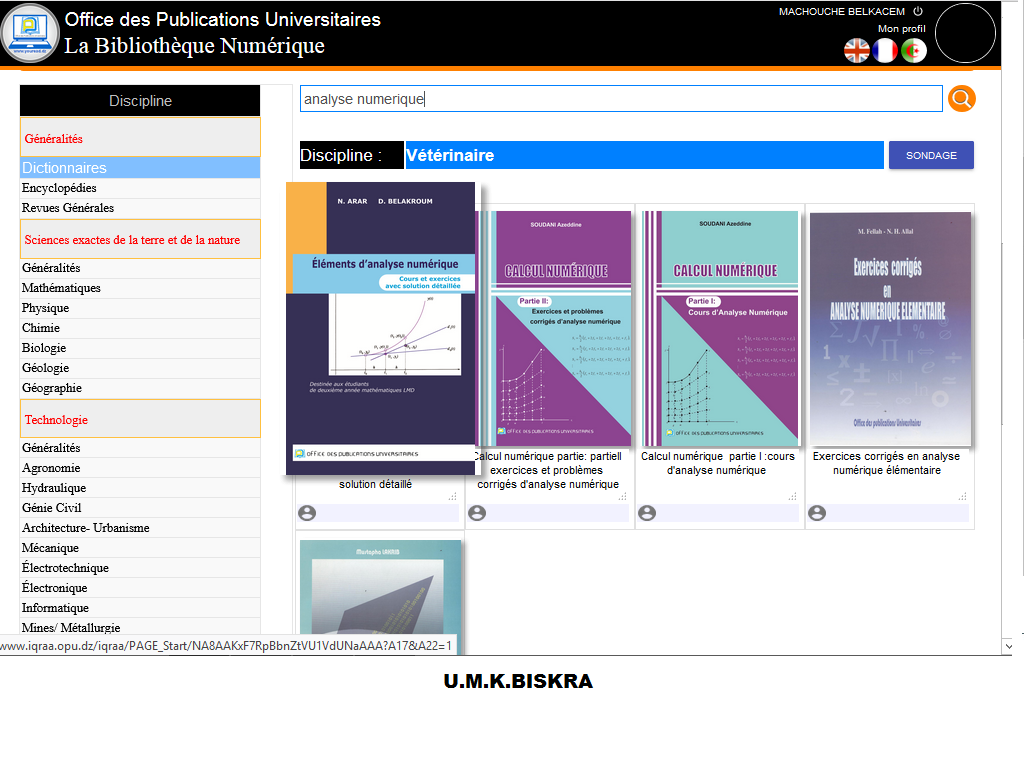 Office des Publications Universitaires
La Bibliothèque Numérique
MACHOUCHE BELKACEM
Mon profil
Discipline
Généralités
Dictionnaires
Encyclopédies
Revues Générales
Sciences exactes de la terre et de la nature
Généralités
Mathématiques
Physique
Chimie
Biologie
Géologie
Géographie
Technologie
Généralités
Agronomie
Hydraulique
Génie Civil
Architecture- Urbanisme
Mécanique
Électrotechnique
Électronique
Informatique
Mines/ Métallurgie
www.iqraa.opu.dz/iqraa/PAGE_Start/NA8AAKxF7RpBbnZtVU1VdUNaAAA?A17&A22=1
analyse numerique
Discipline :
Vétérinaire
SONDAGE
N. ARAR D. BELAKROUM
Éléments d'analyse numérique
Cours et exercices
avec solution détaillée
Destinée aux étudiants
de deuxième année mathématiques LMD
OFFICE DES PUBLICATIONS UNIVERSITAIRES
solution détaillé
SOUDANI Azeddine
CALCUL NUMÉRIQUE
Partie II:
Exercices et problèmes
corrigés d'analyse numérique
OFFICE DES PUBLICATIONS UNIVERSITAIRES
Calcul numérique partie: partieII
exercices et problèmes
corrigés d'analyse numérique
SOUDANI Azeddine
CALCUL NUMÉRIQUE
Partie I:
Cours d'Analyse Numérique
OFFICE DES PUBLICATIONS UNIVERSITAIRES
Calcul numérique partie I :cours
d'analyse numérique
M. Fellah - N. H. Allal
Exercices corrigés
en
ANALYSE NUMERIQUE ELEMENTAIRE
Office des publications Universitaires
Exercices corrigés en analyse
numérique élémentaire
Mustapha LAKRIB
U.M.K.BISKRA